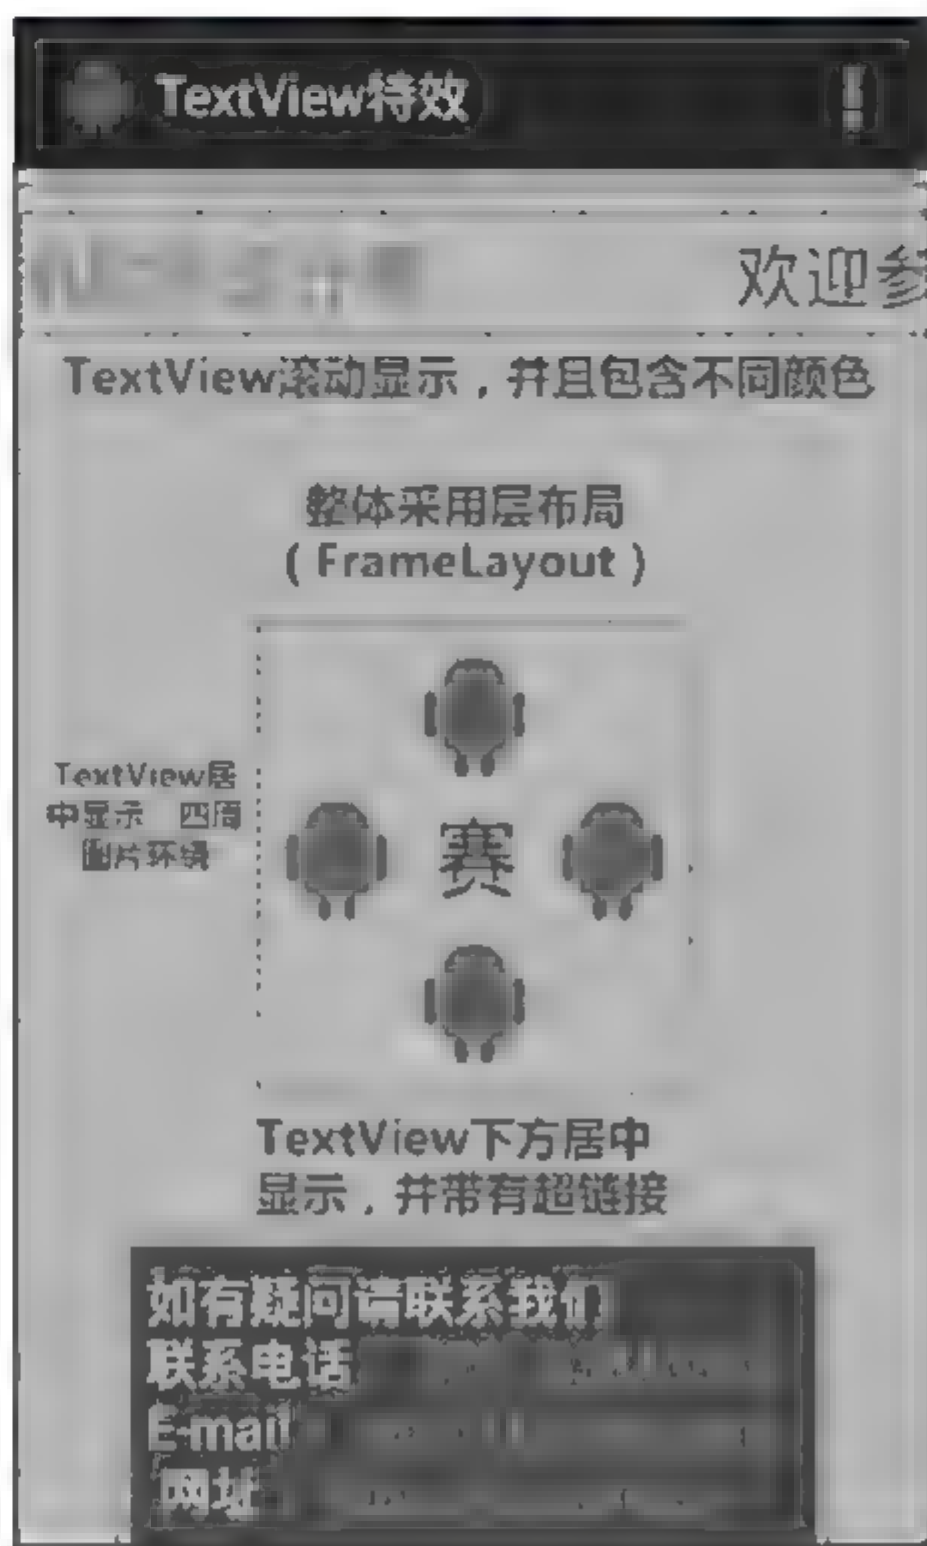 TextView特效
欢迎参
TextView滚动显示，并且包含不同颜色
整体采用层布局
（FrameLayout）
TextView居
中显示 四周
图片环绕
赛
TextView下方居中
显示，并带有超链接
如有疑问请联系我们
联系电话
E-mail
网址